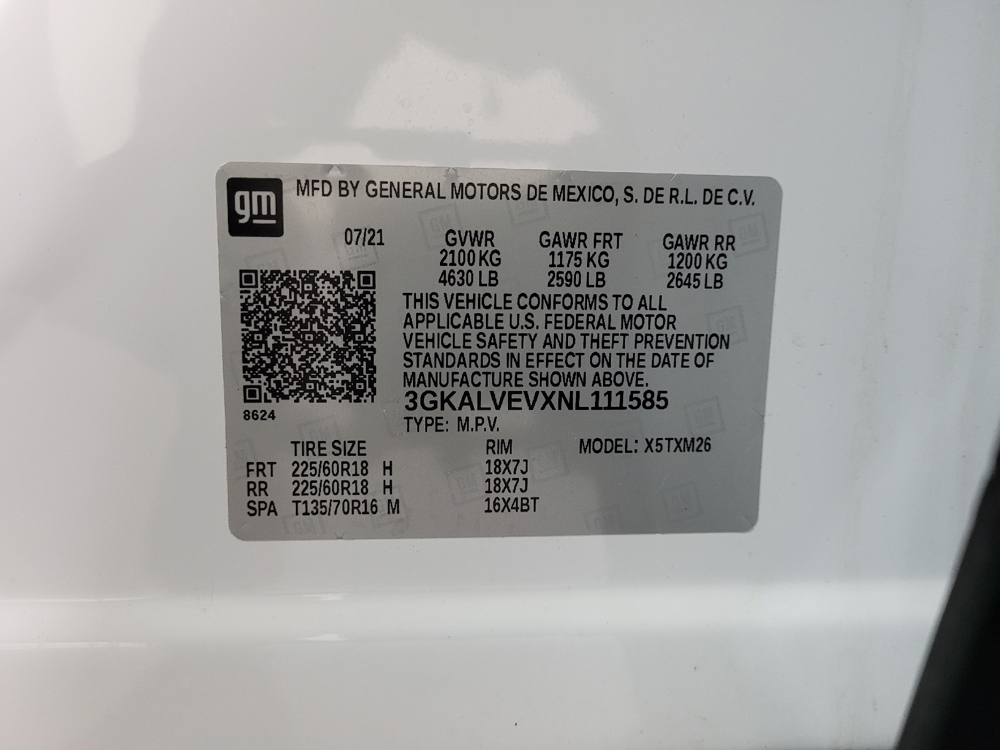 gm
MFD BY GENERAL MOTORS DE MEXICO, S. DE R.L. DE C.V.
07/21 GVWR GAWR FRT GAWR RR
2100 KG 1175 KG 1200 KG
4630 LB 2590 LB 2645 LB
THIS VEHICLE CONFORMS TO ALL
APPLICABLE U.S. FEDERAL MOTOR
VEHICLE SAFETY AND THEFT PREVENTION
STANDARDS IN EFFECT ON THE DATE OF
MANUFACTURE SHOWN ABOVE.
3GKALVEVXNL111585
8624
TYPE: M.P.V.
TIRE SIZE RIM MODEL: X5TXM26
FRT 225/60R18 H 18X7J
RR 225/60R18 H 18X7J
SPA T135/70R16 M 16X4BT